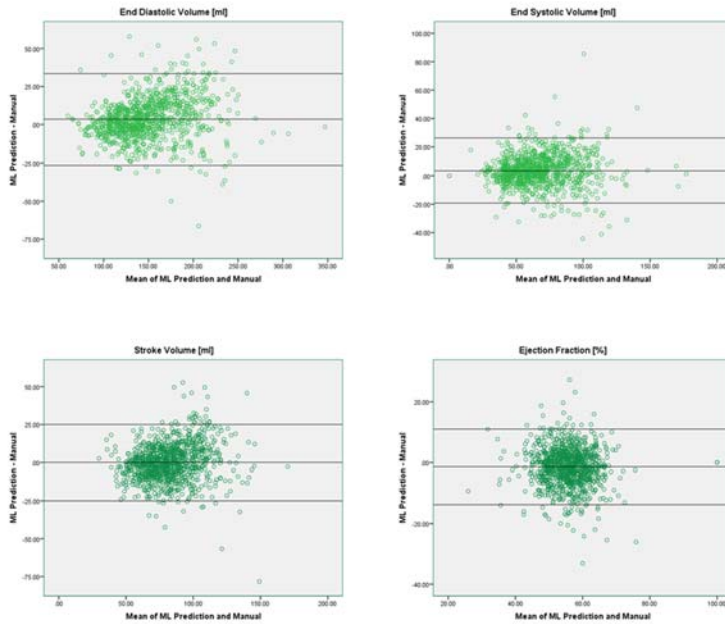 End Diastolic Volume [ml]
ML Prediction - Manual
50.00
25.00
.00
-25.00
-50.00
-75.00
50.00 100.00 150.00 200.00 250.00 300.00 350.00
Mean of ML Prediction and Manual
End Systolic Volume [ml]
ML Prediction - Manual
100.00
80.00
60.00
40.00
20.00
.00
-20.00
-40.00
.00 50.00 100.00 150.00 200.00
Mean of ML Prediction and Manual
Stroke Volume [ml]
ML Prediction - Manual
50.00
25.00
.00
-25.00
-50.00
-75.00
.00 50.00 100.00 150.00 200.00
Mean of ML Prediction and Manual
Ejection Fraction [%]
ML Prediction - Manual
20.00
.00
-20.00
-40.00
20.00 40.00 60.00 80.00 100.00
Mean of ML Prediction and Manual